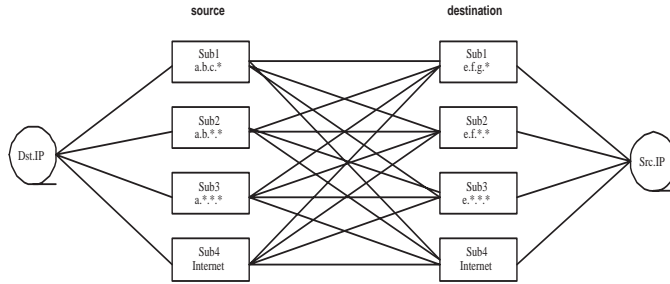 source
destination
Sub1
a.b.c.*
Sub1
e.f.g.*
Sub2
a.b.*.*
Sub2
e.f.*.*
Dst.IP
Src.IP
Sub3
a.*.*.*
Sub3
e.*.*.*
Sub4
Internet
Sub4
Internet